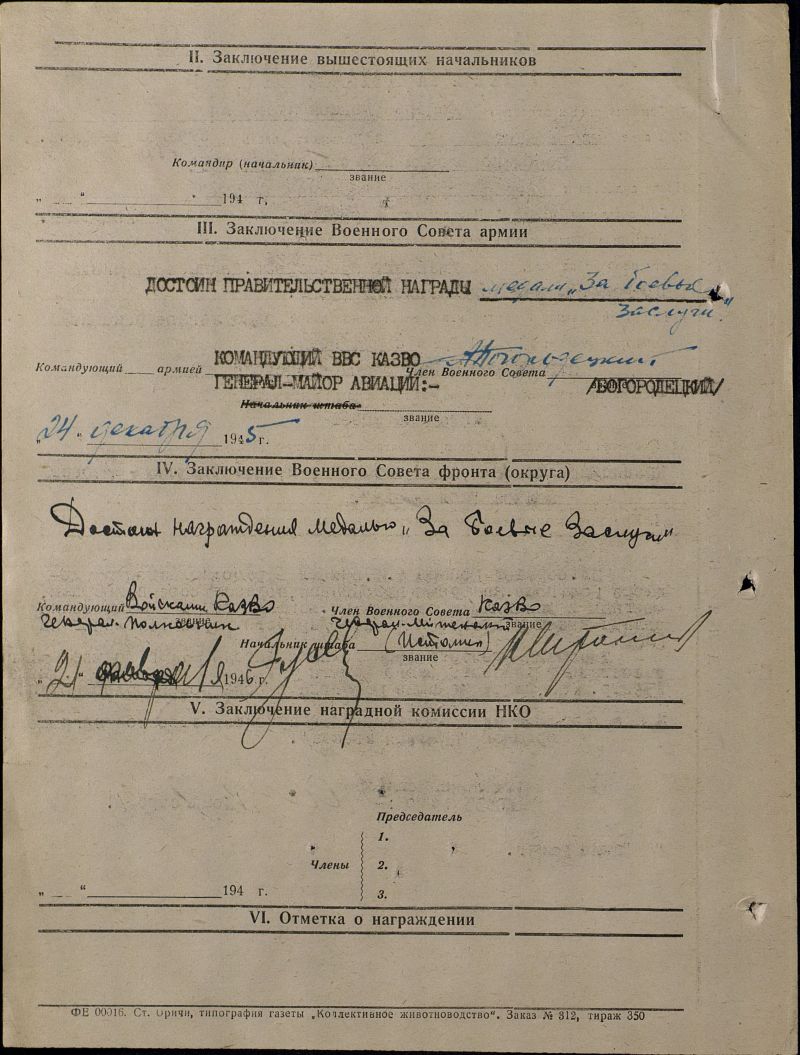 II. Заключение вышестоящих начальников
Командир (начальник)
звание
„ “ 194 г.
III. Заключение Военного Совета армии
ДОСТОИН ПРАВИТЕЛЬСТВЕННОЙ НАГРАДЫ медали „За боевые
заслуги“
КОМАНДУЮЩИЙ ВВС КАЗВО
Командующий армией Член Военного Совета
ГЕНЕРАЛ-МАЙОР АВИАЦИИ:- /БОГОРОДЕЦКИЙ/
Начальник штаба
звание
„24“ декабря 1945 г.
IV. Заключение Военного Совета фронта (округа)
Достоин награждения медалью „За Боевые Заслуги“
Командующий Войсками КазВО Член Военного Совета КазВО
Генерал-полковник Генерал-лейтенант звание
Начальник штаба (Истомин)
звание
„21“ 1946 г.
V. Заключение наградной комиссии НКО
Председатель
1.
Члены 2.
„ “ 194 г.
3.
VI. Отметка о награждении
ФЕ 00016. Ст. Оричи, типография газеты „Коллективное животноводство“. Заказ № 312, тираж 350